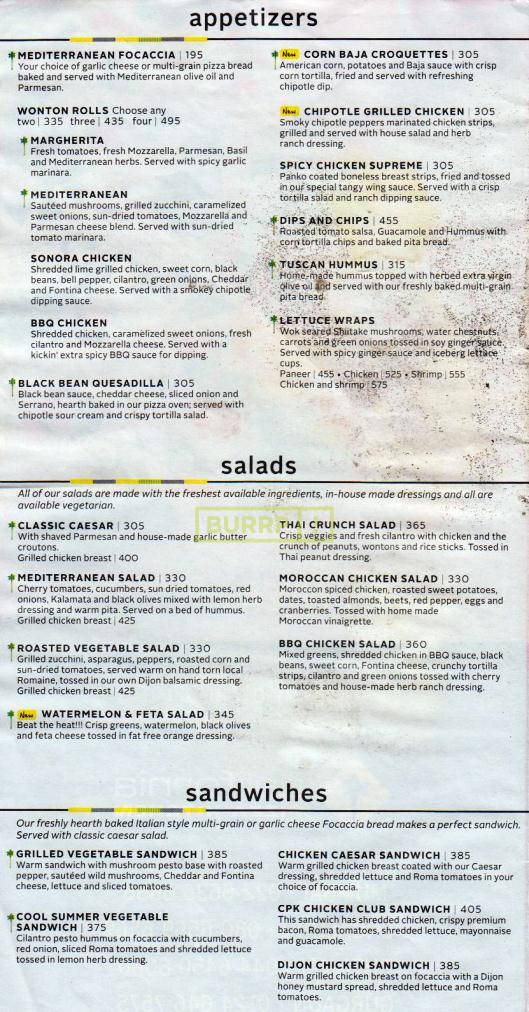 appetizers
MEDITERRANEAN FOCACCIA | 195
Your choice of garlic cheese or multi-grain pizza bread
baked and served with Mediterranean olive oil and
Parmesan.
WONTON ROLLS Choose any
two | 335 three | 435 four | 495
MARGHERITA
Fresh tomatoes, fresh Mozzarella, Parmesan, Basil
and Mediterranean herbs. Served with spicy garlic
marinara.
MEDITERRANEAN
Sautéed mushrooms, grilled zucchini, caramelized
sweet onions, sun-dried tomatoes, Mozzarella and
Parmesan cheese blend. Served with sun-dried
tomato marinara.
SONORA CHICKEN
Shredded lime grilled chicken, sweet corn, black
beans, bell pepper, cilantro, green onions, Cheddar
and Fontina cheese. Served with a smokey chipotle
dipping sauce.
BBQ CHICKEN
Shredded chicken, caramelized sweet onions, fresh
cilantro and Mozzarella cheese. Served with a
kickin' extra spicy BBQ sauce for dipping.
BLACK BEAN QUESADILLA | 305
Black bean sauce, cheddar cheese, sliced onion and
Serrano, hearth baked in our pizza oven; served with
chipotle sour cream and crispy tortilla salad.
New CORN BAJA CROQUETTES | 305
American corn, potatoes and Baja sauce with crisp
corn tortilla, fried and served with refreshing
chipotle dip.
New CHIPOTLE GRILLED CHICKEN | 305
Smoky chipotle peppers marinated chicken strips,
grilled and served with house salad and herb
ranch dressing.
SPICY CHICKEN SUPREME | 305
Panko coated boneless breast strips, fried and tossed
in our special tangy wing sauce. Served with a crisp
tortilla salad and ranch dipping sauce.
DIPS AND CHIPS | 455
Roasted tomato salsa, Guacamole and Hummus with
corn tortilla chips and baked pita bread.
TUSCAN HUMMUS | 315
Home-made hummus topped with herbed extra virgin
olive oil and served with our freshly baked multi-grain
pita bread.
LETTUCE WRAPS
Wok seared Shiitake mushrooms, water chestnuts,
carrots and green onions tossed in soy ginger sauce.
Served with spicy ginger sauce and iceberg lettuce
cups.
Paneer | 455 • Chicken | 525 • Shrimp | 555
Chicken and shrimp | 575
salads
All of our salads are made with the freshest available ingredients, in-house made dressings and all are
available vegetarian.
CLASSIC CAESAR | 305
With shaved Parmesan and house-made garlic butter
croutons.
Grilled chicken breast | 400
MEDITERRANEAN SALAD | 330
Cherry tomatoes, cucumbers, sun dried tomatoes, red
onions, Kalamata and black olives mixed with lemon herb
dressing and warm pita. Served on a bed of hummus.
Grilled chicken breast | 425
ROASTED VEGETABLE SALAD | 330
Grilled zucchini, asparagus, peppers, roasted corn and
sun-dried tomatoes, served warm on hand torn local
Romaine, tossed in our own Dijon balsamic dressing.
Grilled chicken breast | 425
New WATERMELON & FETA SALAD | 345
Beat the heat!!! Crisp greens, watermelon, black olives
and feta cheese tossed in fat free orange dressing.
THAI CRUNCH SALAD | 365
Crisp veggies and fresh cilantro with chicken and the
crunch of peanuts, wontons and rice sticks. Tossed in
Thai peanut dressing.
MOROCCAN CHICKEN SALAD | 330
Moroccan spiced chicken, roasted sweet potatoes,
dates, toasted almonds, beets, red pepper, eggs and
cranberries. Tossed with home made
Moroccan vinaigrette.
BBQ CHICKEN SALAD | 360
Mixed greens, shredded chicken in BBQ sauce, black
beans, sweet corn, Fontina cheese, crunchy tortilla
strips, cilantro and green onions tossed with cherry
tomatoes and house-made herb ranch dressing.
sandwiches
Our freshly hearth baked Italian style multi-grain or garlic cheese Focaccia bread makes a perfect sandwich.
Served with classic caesar salad.
GRILLED VEGETABLE SANDWICH | 385
Warm sandwich with mushroom pesto base with roasted
pepper, sautéed wild mushrooms, Cheddar and Fontina
cheese, lettuce and sliced tomatoes.
COOL SUMMER VEGETABLE
SANDWICH | 375
Cilantro pesto hummus on focaccia with cucumbers,
red onion, sliced Roma tomatoes and shredded lettuce
tossed in lemon herb dressing.
CHICKEN CAESAR SANDWICH | 385
Warm grilled chicken breast coated with our Caesar
dressing, shredded lettuce and Roma tomatoes in your
choice of focaccia.
CPK CHICKEN CLUB SANDWICH | 405
This sandwich has shredded chicken, crispy premium
bacon, Roma tomatoes, shredded lettuce, mayonnaise
and guacamole.
DIJON CHICKEN SANDWICH | 385
Warm grilled chicken breast on focaccia with a Dijon
honey mustard spread, shredded lettuce and Roma
tomatoes.